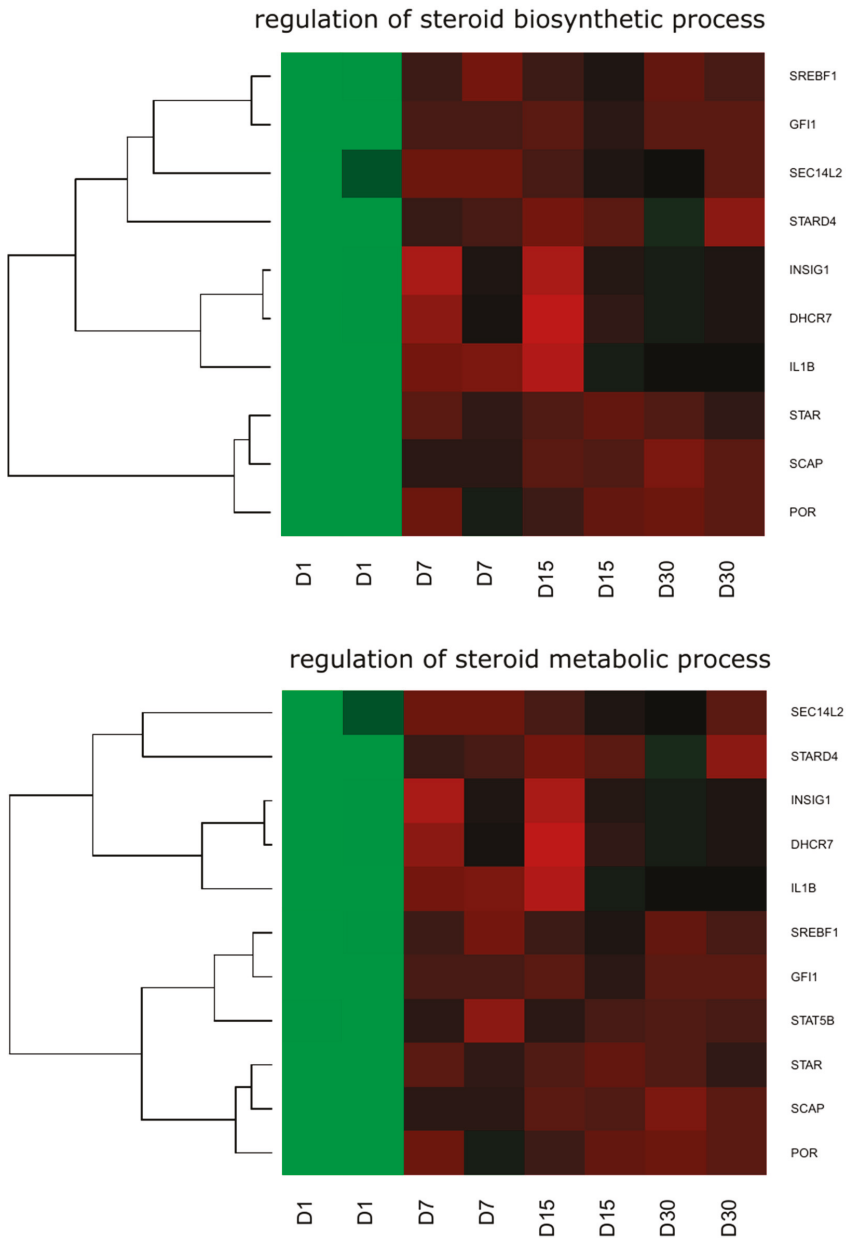 regulation of steroid biosynthetic process
SREBF1
GFI1
SEC14L2
STARD4
INSIG1
DHCR7
IL1B
STAR
SCAP
POR
D1 D1 D7 D7 D15 D15 D30 D30
regulation of steroid metabolic process
SEC14L2
STARD4
INSIG1
DHCR7
IL1B
SREBF1
GFI1
STAT5B
STAR
SCAP
POR
D1 D1 D7 D7 D15 D15 D30 D30